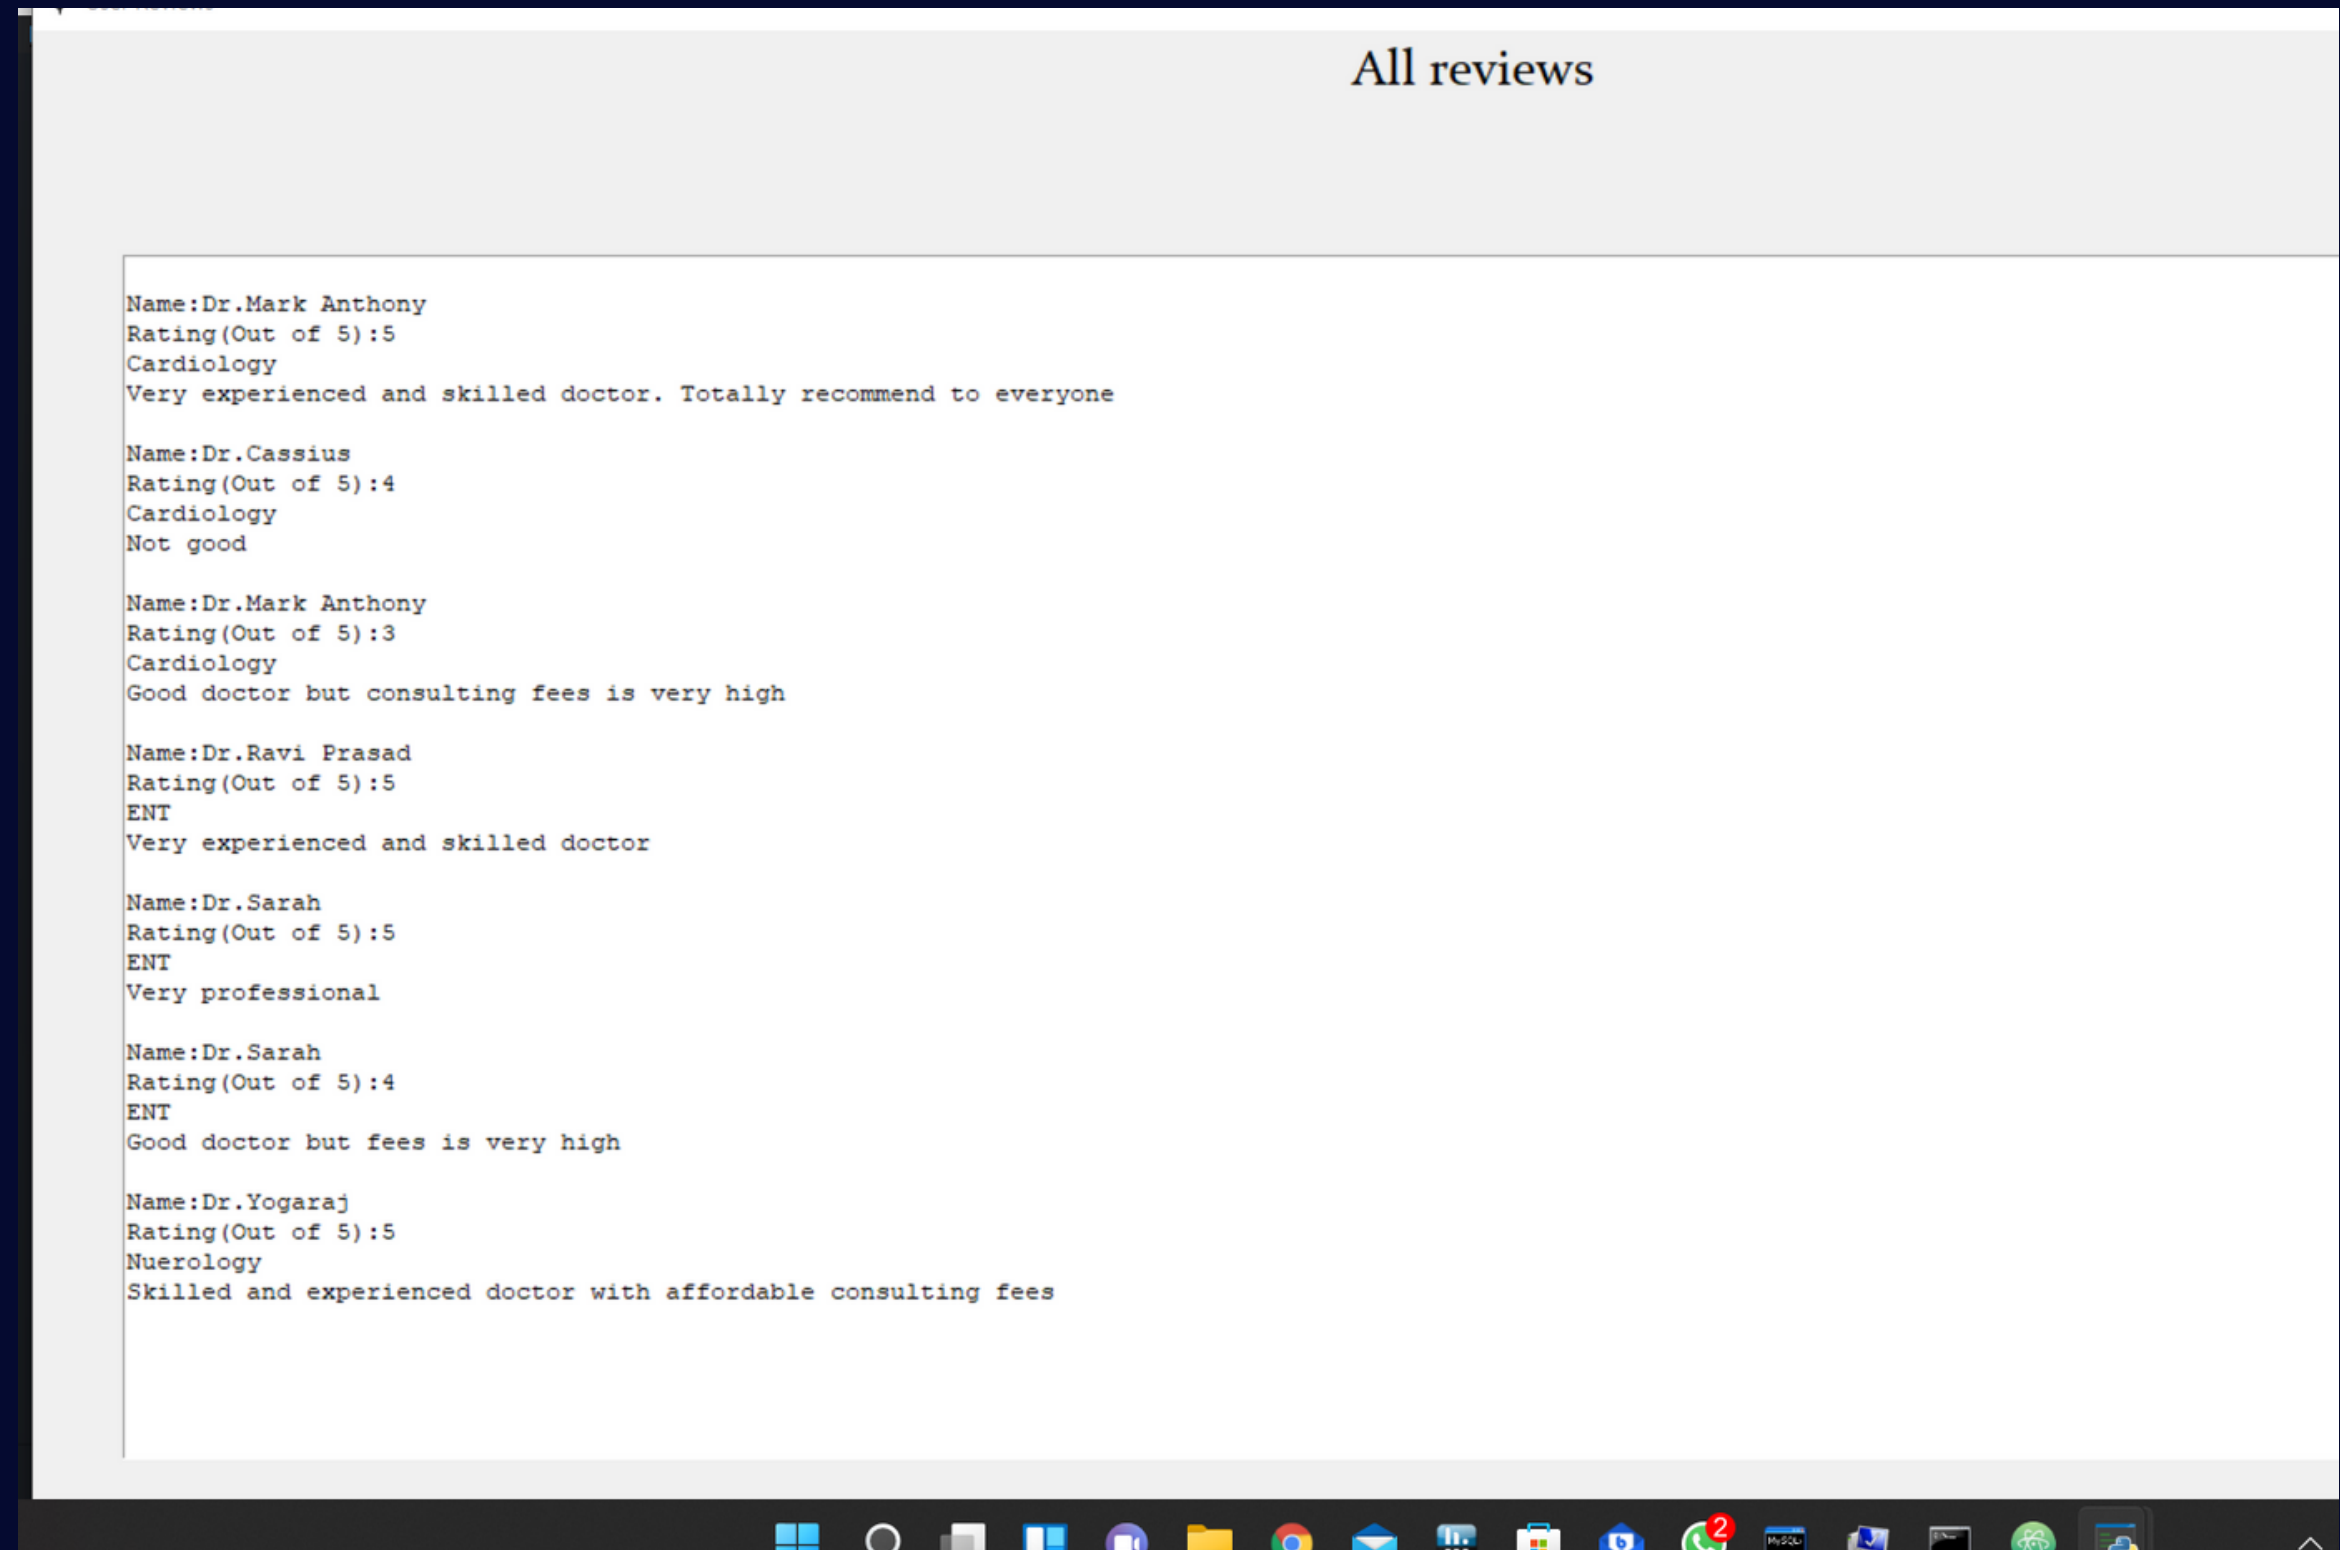 All reviews
Name:Dr.Mark Anthony
Rating(Out of 5):5
Cardiology
Very experienced and skilled doctor. Totally recommend to everyone
Name:Dr.Cassius
Rating(Out of 5):4
Cardiology
Not good
Name:Dr.Mark Anthony
Rating(Out of 5):3
Cardiology
Good doctor but consulting fees is very high
Name:Dr.Ravi Prasad
Rating(Out of 5):5
ENT
Very experienced and skilled doctor
Name:Dr.Sarah
Rating(Out of 5):5
ENT
Very professional
Name:Dr.Sarah
Rating(Out of 5):4
ENT
Good doctor but fees is very high
Name:Dr.Yogaraj
Rating(Out of 5):5
Nuerology
Skilled and experienced doctor with affordable consulting fees
2
MySQL